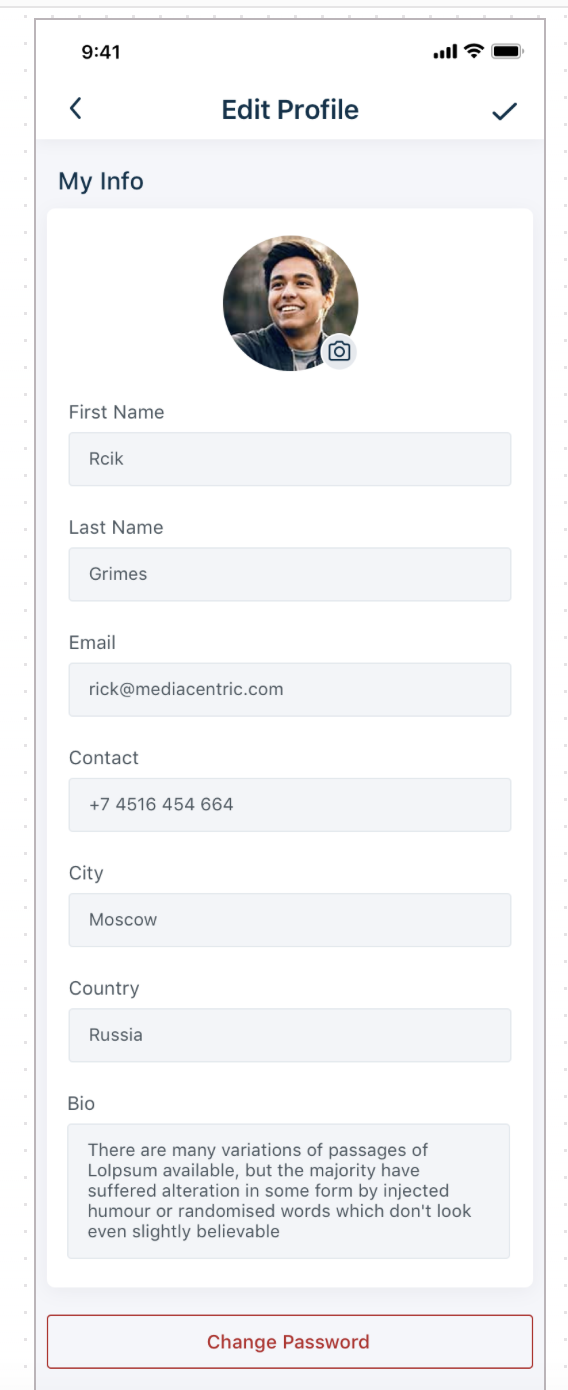 9:41
Edit Profile
My Info
First Name
Rcik
Last Name
Grimes
Email
rick@mediacentric.com
Contact
+7 4516 454 664
City
Moscow
Country
Russia
Bio
There are many variations of passages of
LoIpsum available, but the majority have
suffered alteration in some form by injected
humour or randomised words which don't look
even slightly believable
Change Password